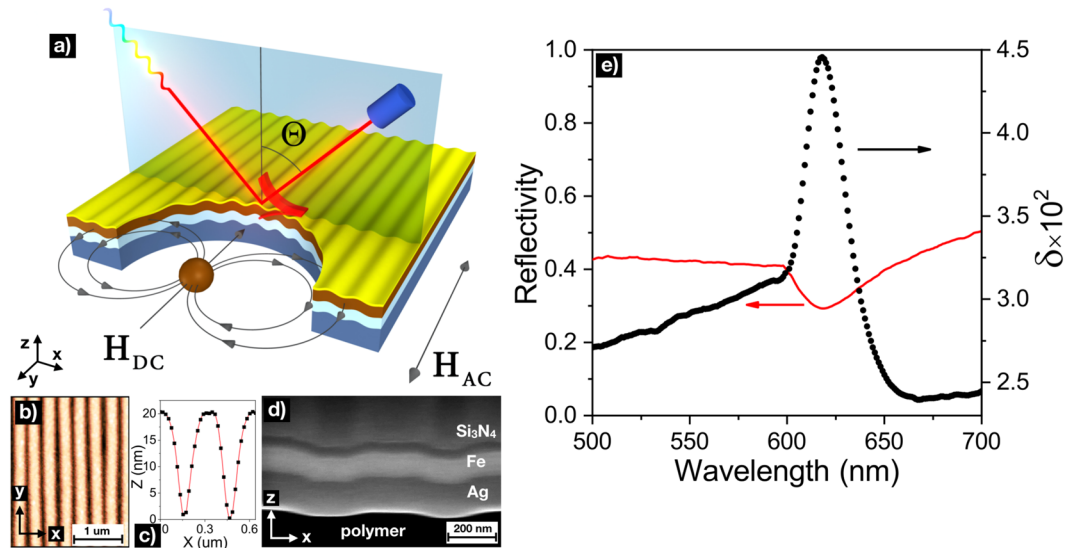 a)
Θ
H DC
H AC
z
x
y
b)
y
x
1 um
c)
20
15
10
5
0
Z (nm)
0.0
0.3
0.6
X (um)
d)
Si₃N₄
Fe
Ag
z
x
polymer
200 nm
e)
1.0
0.8
0.6
0.4
0.2
0.0
Reflectivity
4.5
4.0
3.5
3.0
2.5
δ×10²
500
550
600
650
700
Wavelength (nm)